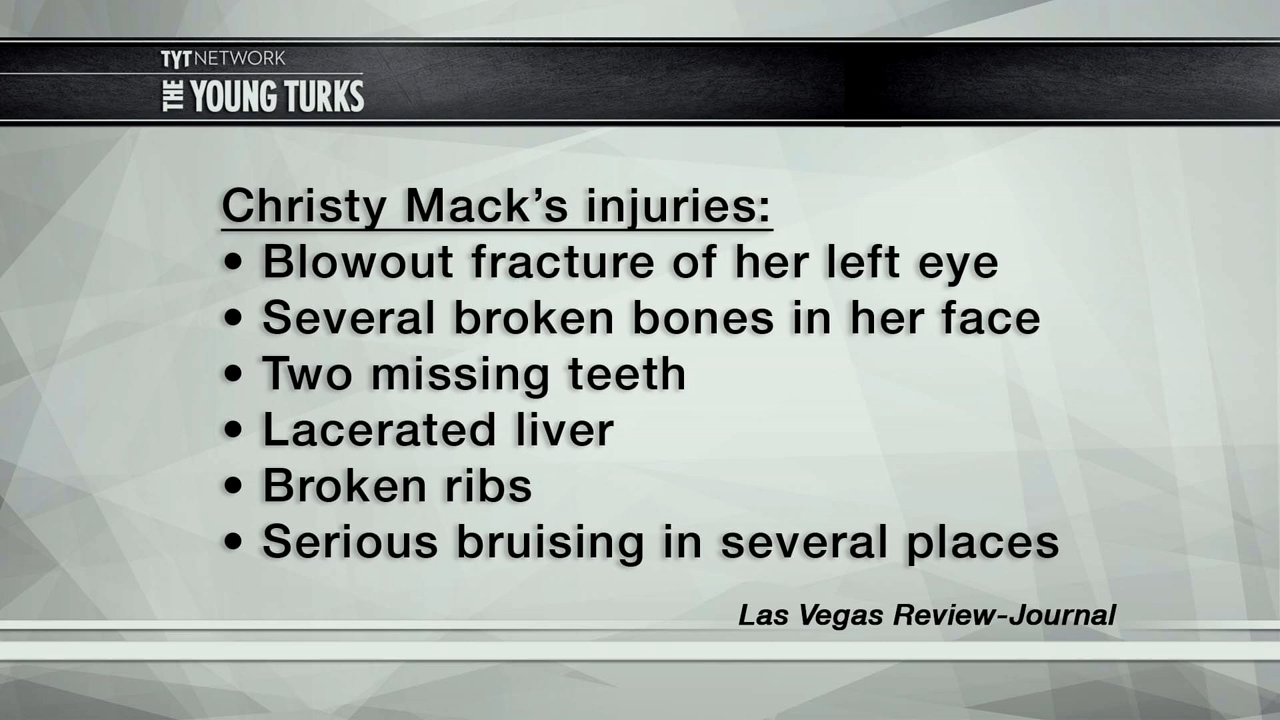 TYT NETWORK
THE YOUNG TURKS
Christy Mack’s injuries:
• Blowout fracture of her left eye
• Several broken bones in her face
• Two missing teeth
• Lacerated liver
• Broken ribs
• Serious bruising in several places
Las Vegas Review-Journal